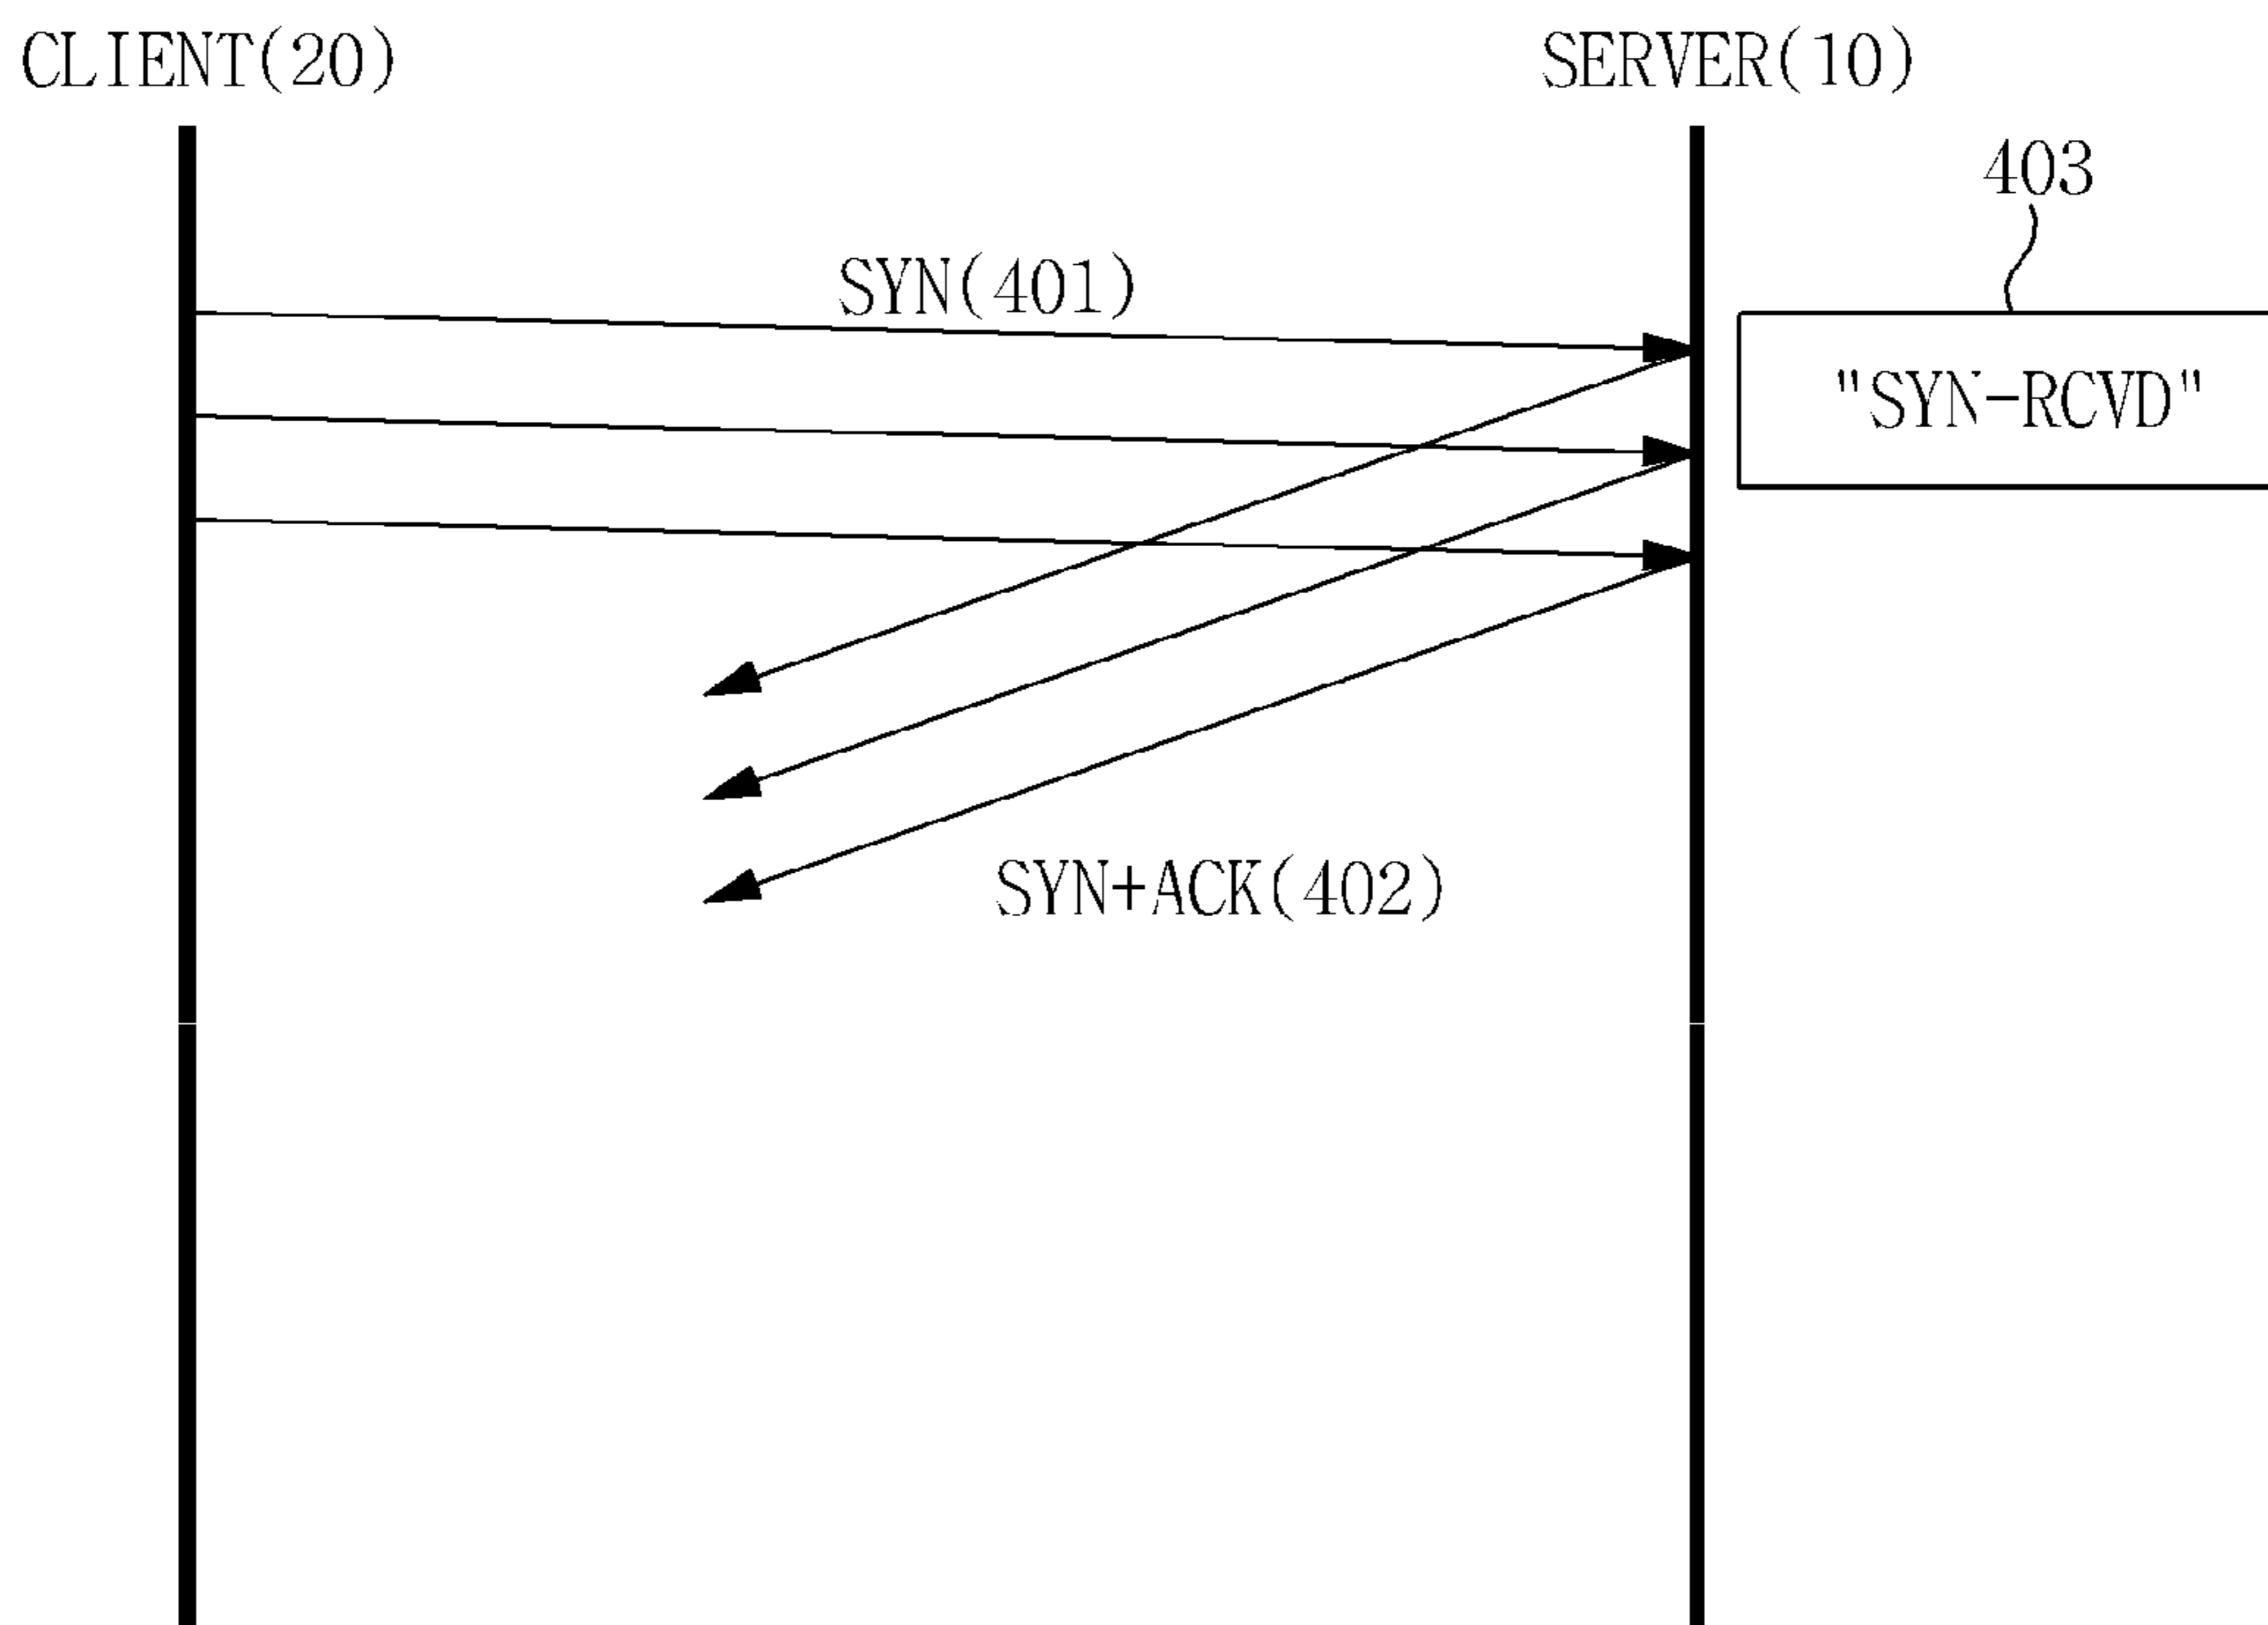 CLIENT(20)
SERVER(10)
403
SYN(401)
"SYN-RCVD"
SYN+ACK(402)